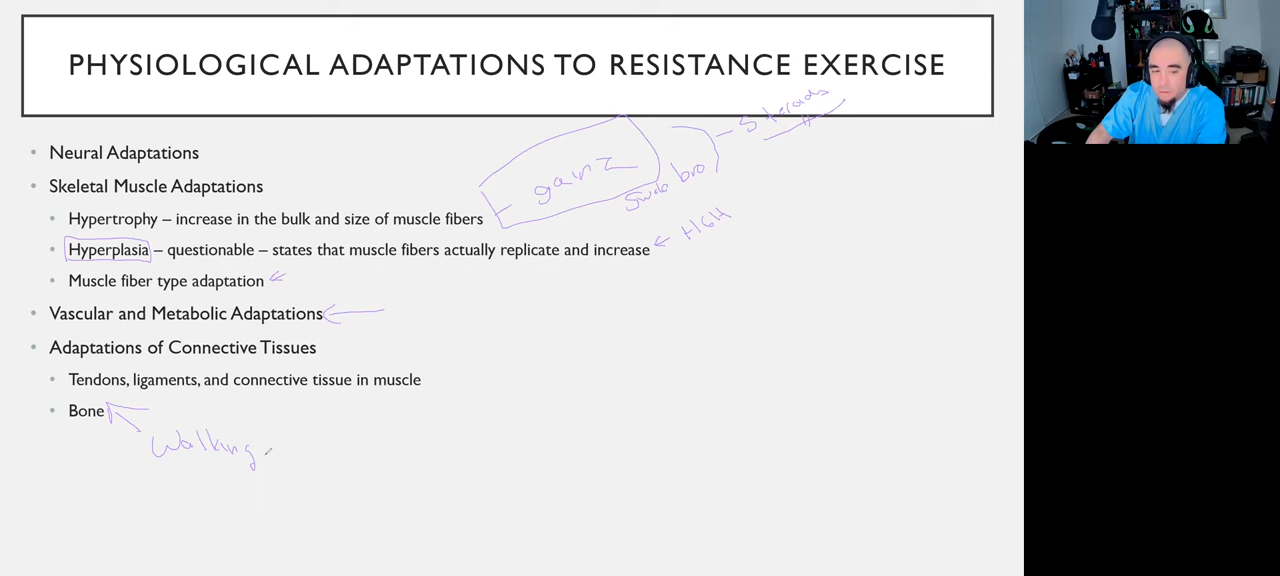 PHYSIOLOGICAL ADAPTATIONS TO RESISTANCE EXERCISE
Steroids
• Neural Adaptations
• Skeletal Muscle Adaptations
gainz
bro
• Hypertrophy – increase in the bulk and size of muscle fibers
• Hyperplasia – questionable – states that muscle fibers actually replicate and increase
HGH
• Muscle fiber type adaptation
• Vascular and Metabolic Adaptations
• Adaptations of Connective Tissues
• Tendons, ligaments, and connective tissue in muscle
• Bone
Walking